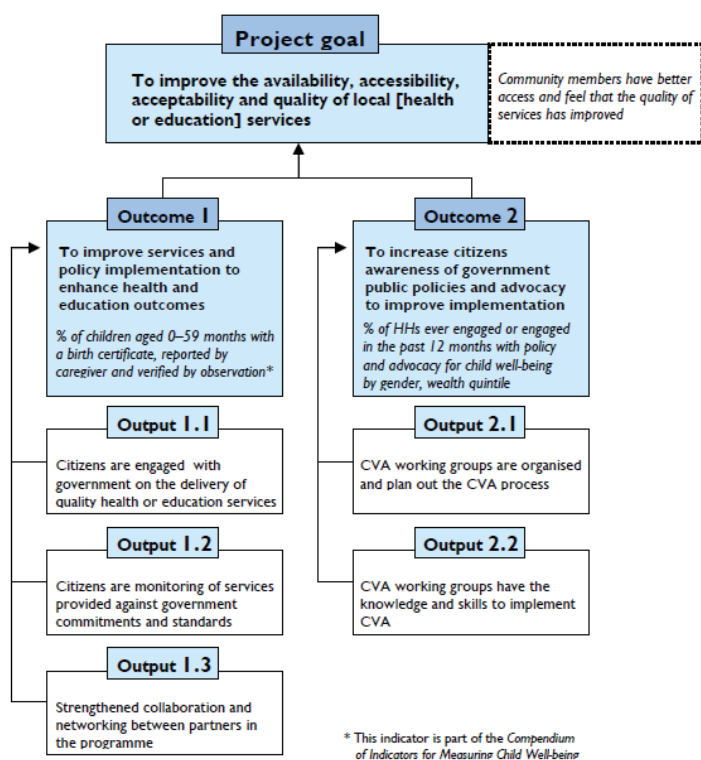 Project goal
To improve the availability, accessibility,
acceptability and quality of local [health
or education] services
Community members have better
access and feel that the quality of
services has improved
Outcome 1
To improve services and
policy implementation to
enhance health and
education outcomes
% of children aged 0–59 months with
a birth certificate, reported by
caregiver and verified by observation*
Output 1.1
Citizens are engaged with
government on the delivery of
quality health or education services
Output 1.2
Citizens are monitoring of services
provided against government
commitments and standards
Output 1.3
Strengthened collaboration and
networking between partners in
the programme
Outcome 2
To increase citizens
awareness of government
public policies and advocacy
to improve implementation
% of HHs ever engaged or engaged
in the past 12 months with policy
and advocacy for child well-being
by gender, wealth quintile
Output 2.1
CVA working groups are organised
and plan out the CVA process
Output 2.2
CVA working groups have the
knowledge and skills to implement
CVA
* This indicator is part of the Compendium
of Indicators for Measuring Child Well-being